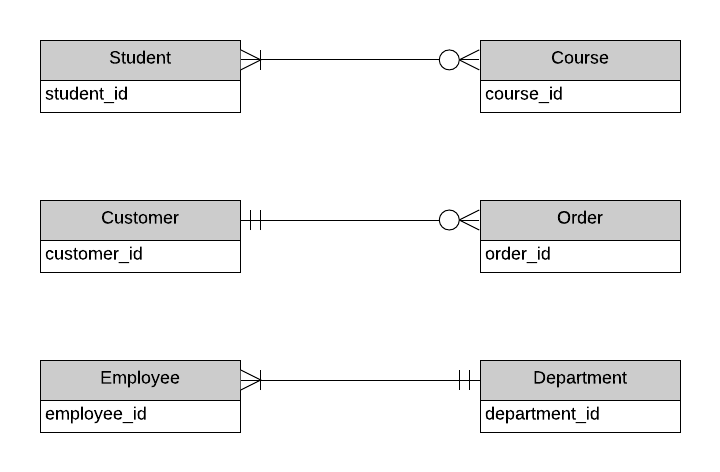 Student
student_id
Course
course_id
Customer
customer_id
Order
order_id
Employee
employee_id
Department
department_id